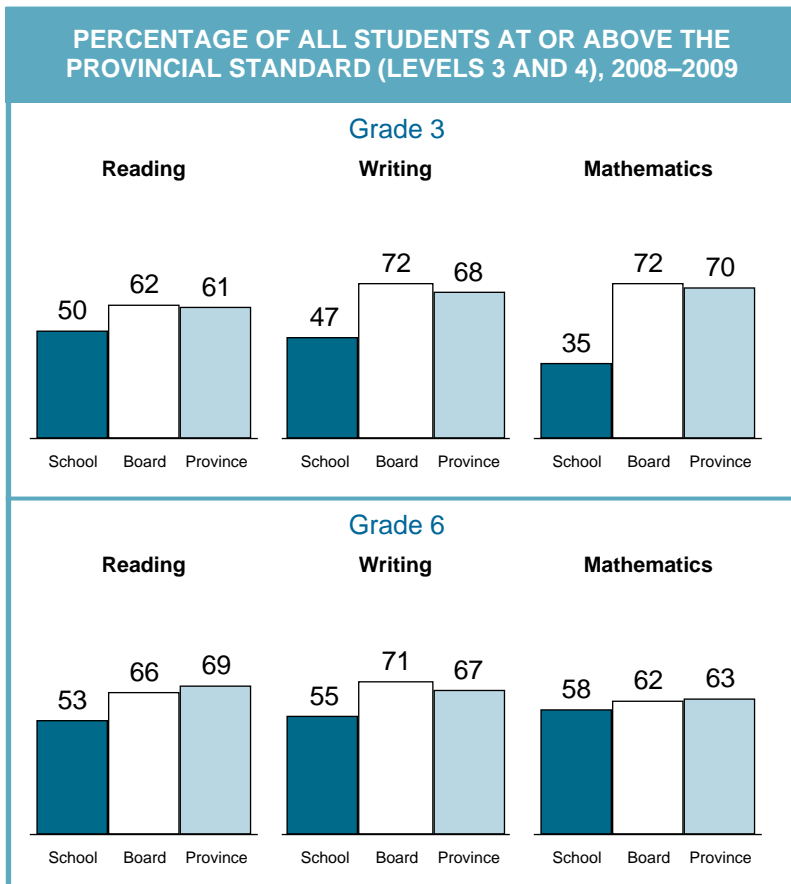 PERCENTAGE OF ALL STUDENTS AT OR ABOVE THE
PROVINCIAL STANDARD (LEVELS 3 AND 4), 2008–2009
Grade 3
Reading Writing Mathematics
50 62 61 47 72 68 35 72 70
School Board Province School Board Province School Board Province
Grade 6
Reading Writing Mathematics
53 66 69 55 71 67 58 62 63
School Board Province School Board Province School Board Province